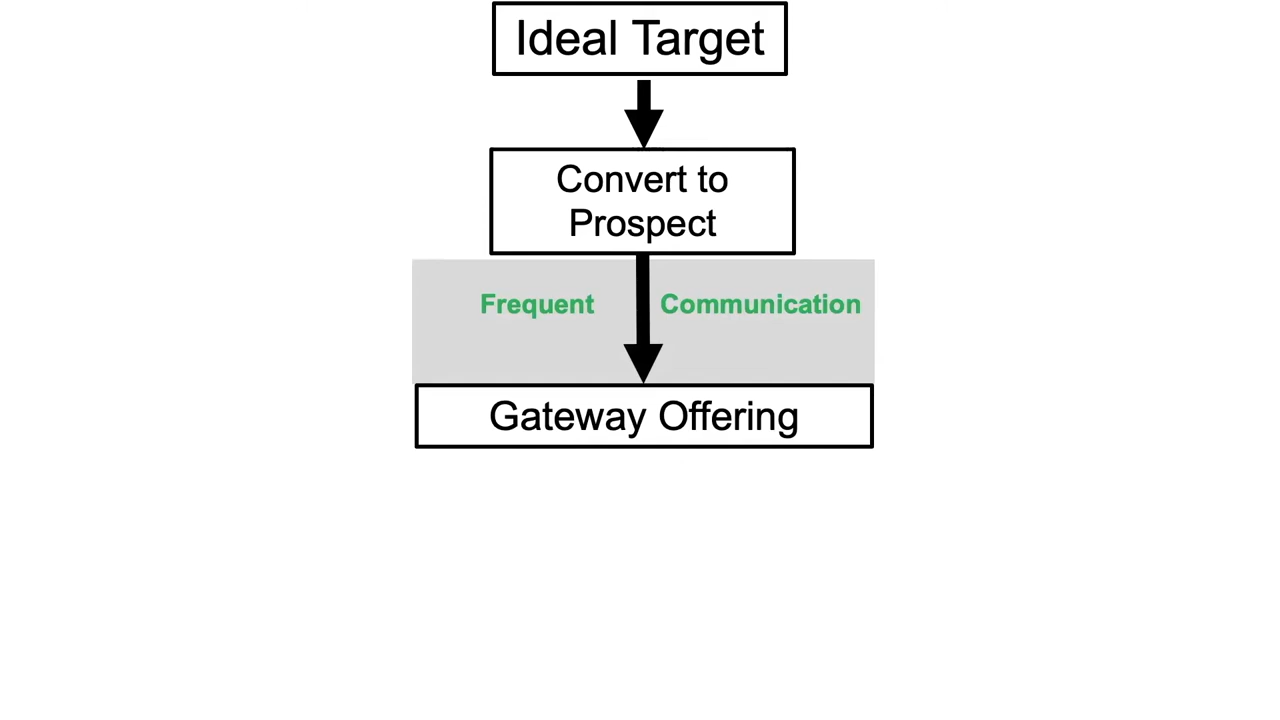 Ideal Target
Convert to
Prospect
Frequent Communication
Gateway Offering